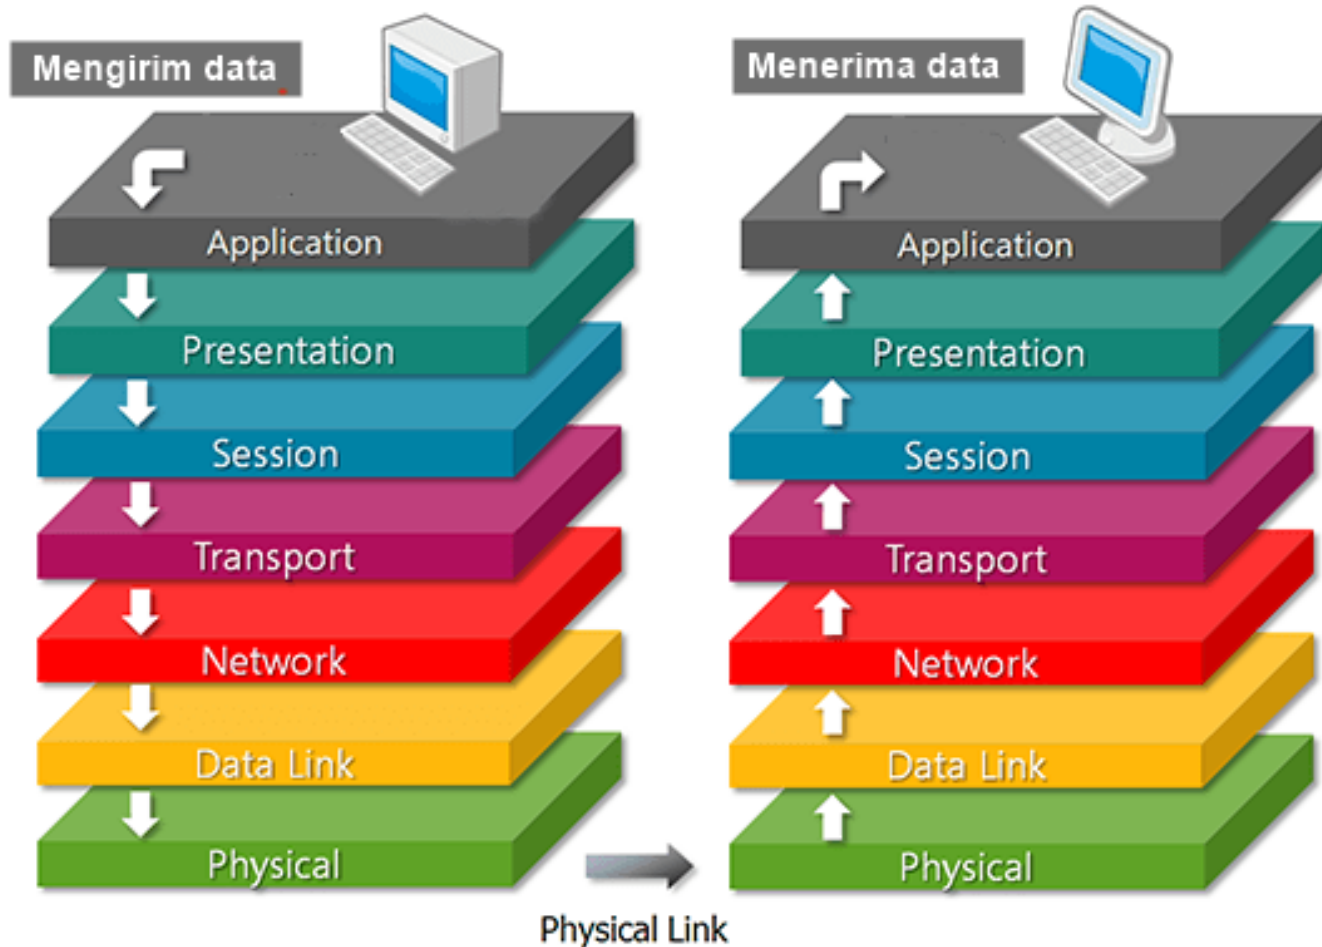 Mengirim data
Application
Presentation
Session
Transport
Network
Data Link
Physical
Menerima data
Application
Presentation
Session
Transport
Network
Data Link
Physical
Physical Link